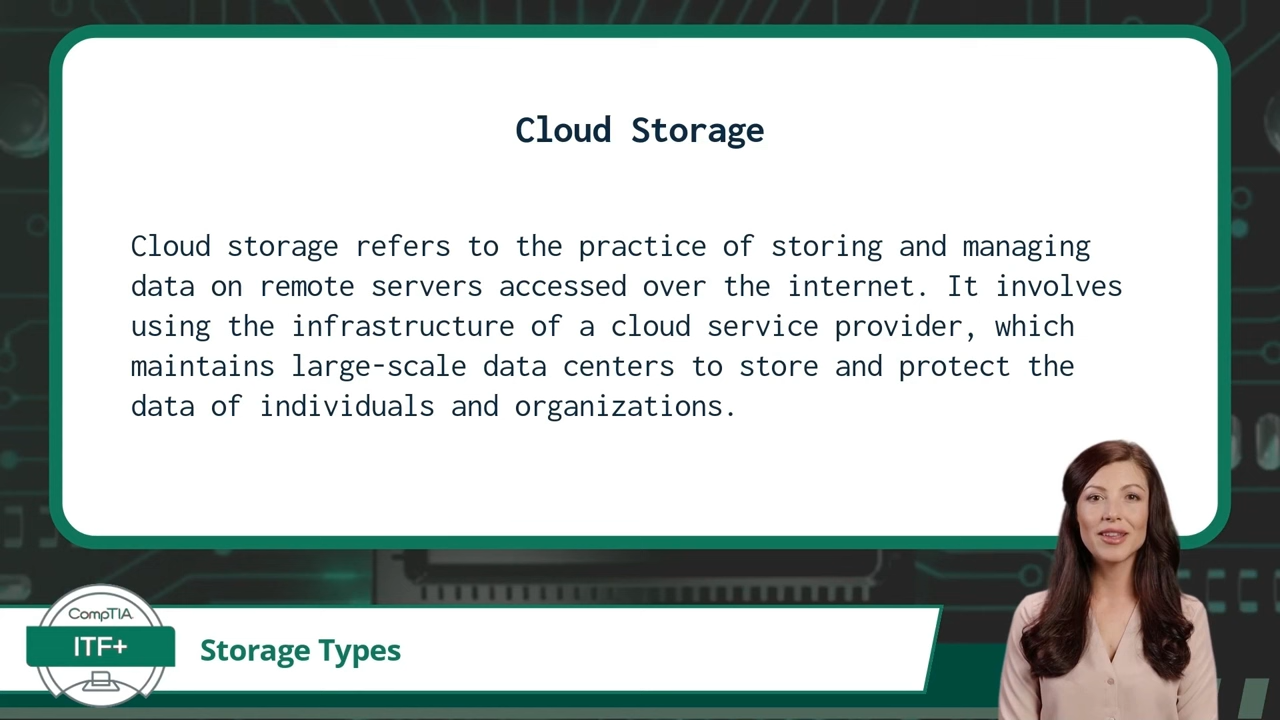 Cloud Storage
Cloud storage refers to the practice of storing and managing
data on remote servers accessed over the internet. It involves
using the infrastructure of a cloud service provider, which
maintains large-scale data centers to store and protect the
data of individuals and organizations.
CompTIA.
ITF+
Storage Types